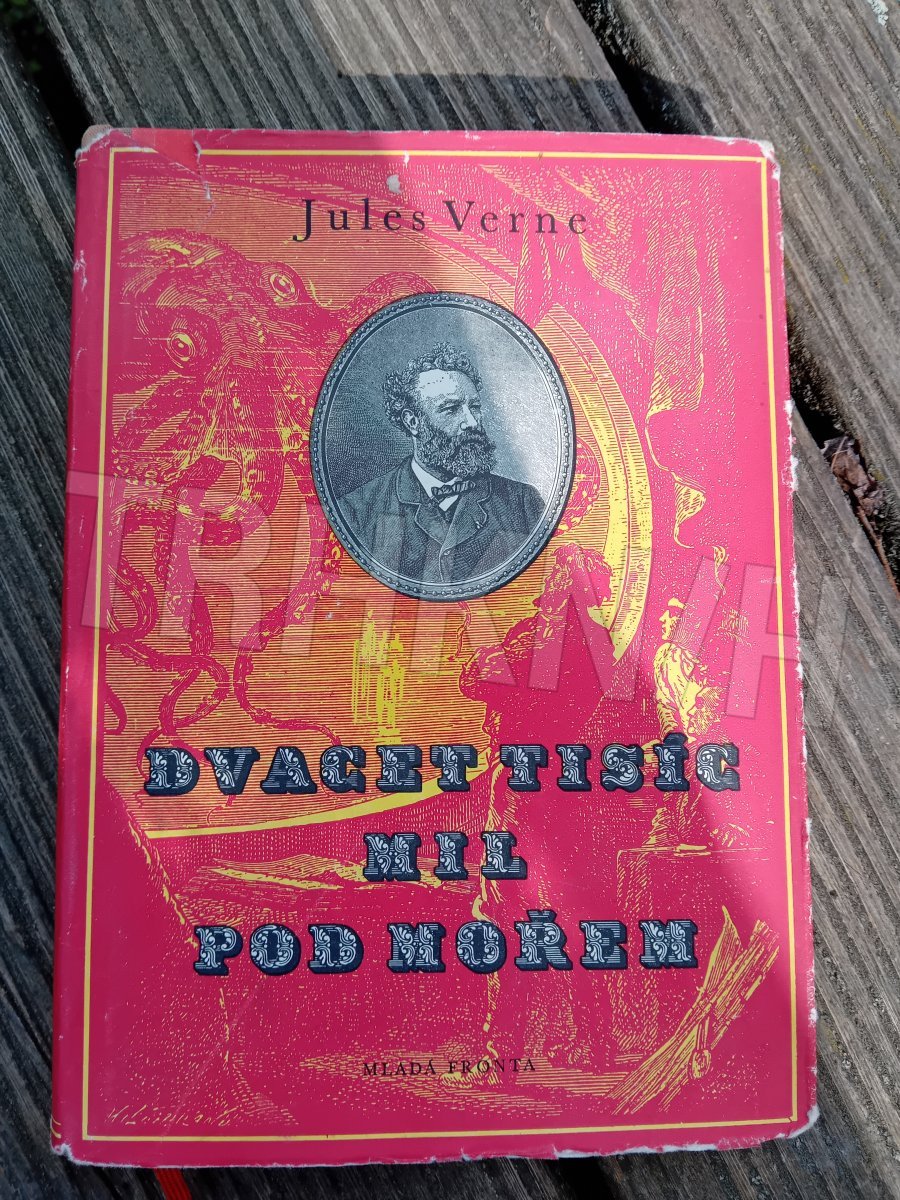 Jules Verne
DVACET TISÍC
MIL
POD MOŘEM
MLADÁ FRONTA